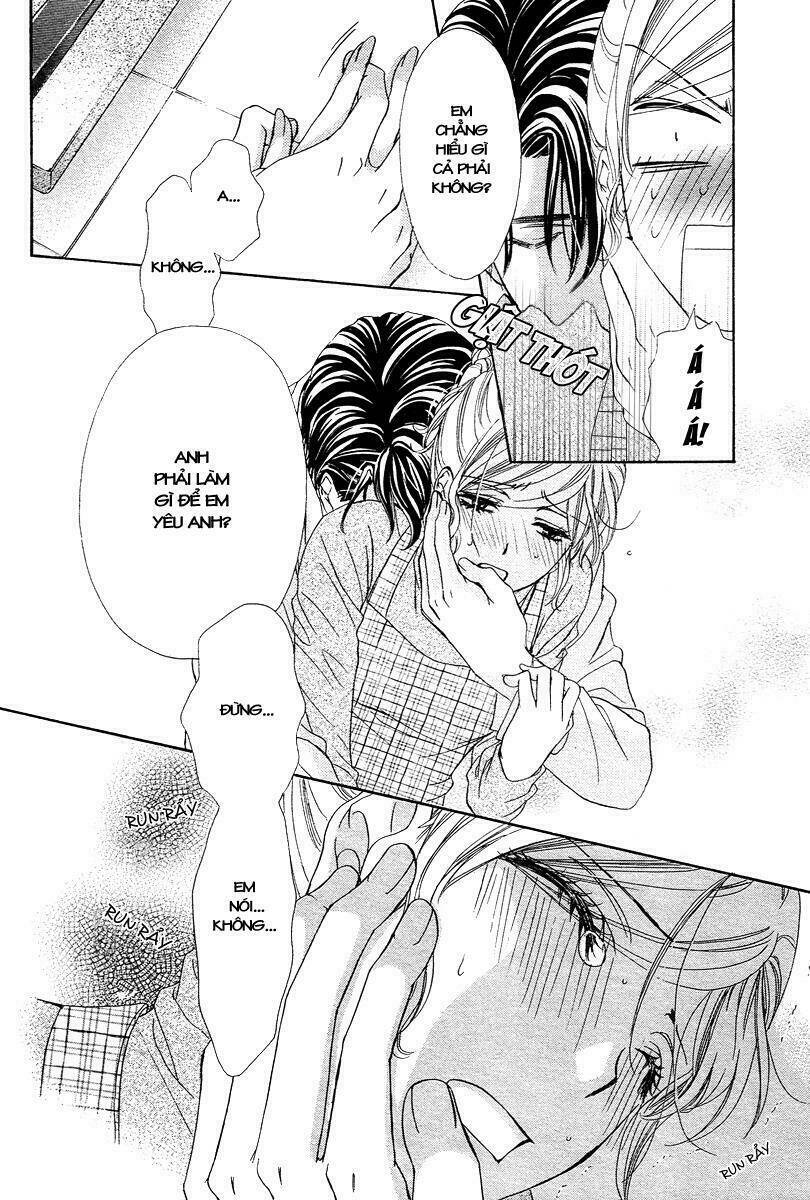 Á
Á
Á!
GIẬT THÓT
EM
CHẲNG
HIỂU GÌ
CẢ PHẢI
KHÔNG?
A...
KHÔNG...
ANH
PHẢI LÀM
GÌ ĐỂ EM
YÊU ANH?
ĐỪNG...
EM
NÓI...
KHÔNG...
RUN RẨY
RUN RẨY
RUN RẨY